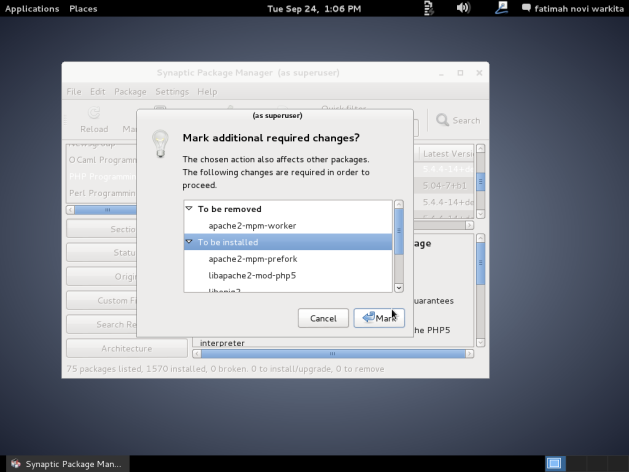 Applications Places Tue Sep 24, 1:06 PM fatimah novi warkita
Synaptic Package Manager (as superuser)
File Edit Package Settings Help
Quick filter
Reload
Search
(as superuser)
Mark additional required changes?
The chosen action also affects other packages.
The following changes are required in order to
proceed.
To be removed
apache2-mpm-worker
To be installed
apache2-mpm-prefork
libapache2-mod-php5
Cancel Mark
OCaml Programm
PHP Programm
Perl Programm
Latest Versi
5.4.4-14+de
5.04-7+b1
5.4.4-14+de
Sectio
Statu
Origi
Custom Fi
Search Re
Architecture
age
uarantees
he PHP5
interpreter
75 packages listed, 1570 installed, 0 broken. 0 to install/upgrade, 0 to remove
Synaptic Package Man...